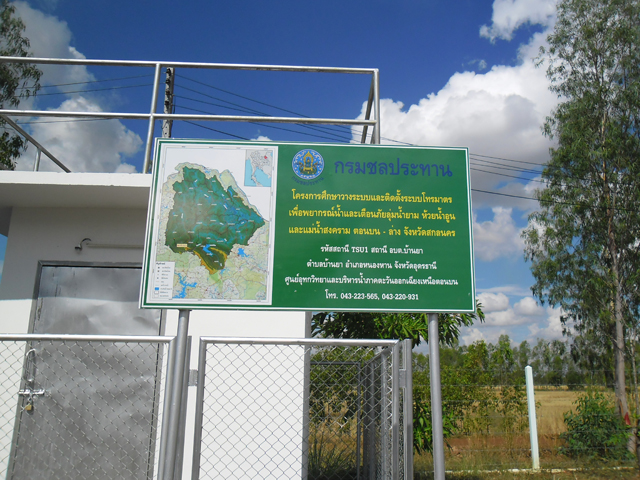 กรมชลประทาน
โครงการศึกษาวางระบบและติดตั้งระบบโทรมาตร
เพื่อพยากรณ์น้ำและเตือนภัยลุ่มน้ำยาม ห้วยน้ำอูน
และแม่น้ำสงคราม ตอนบน - ล่าง จังหวัดสกลนคร
รหัสสถานี TSU1 สถานี อบต.บ้านยา
ตำบลบ้านยา อำเภอหนองหาน จังหวัดอุดรธานี
ศูนย์อุทกวิทยาและบริหารน้ำภาคตะวันออกเฉียงเหนือตอนบน
โทร. 043-223-565, 043-220-931